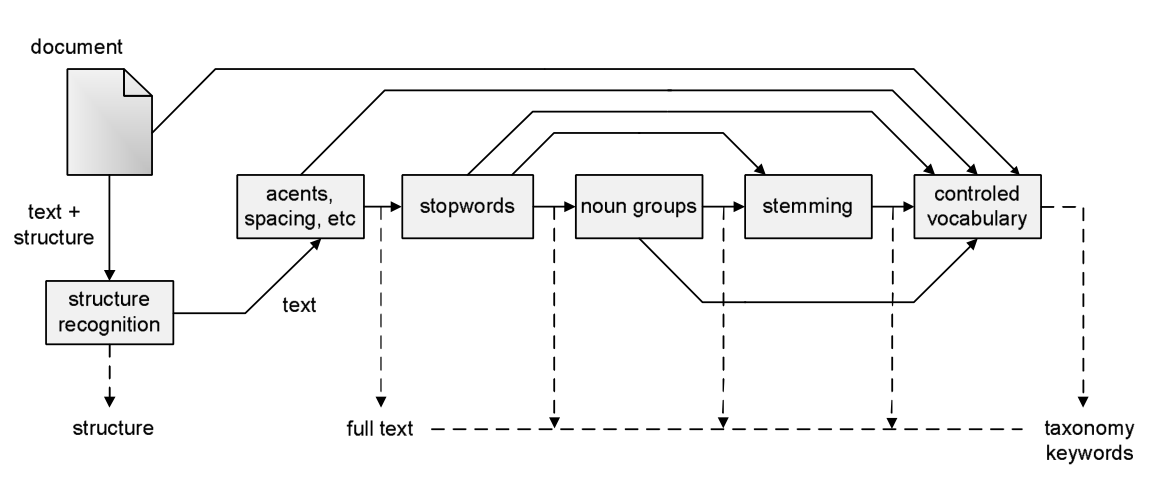 document
text +
structure
acents,
spacing, etc
stopwords
noun groups
stemming
controled
vocabulary
structure
recognition
text
structure
full text
taxonomy
keywords